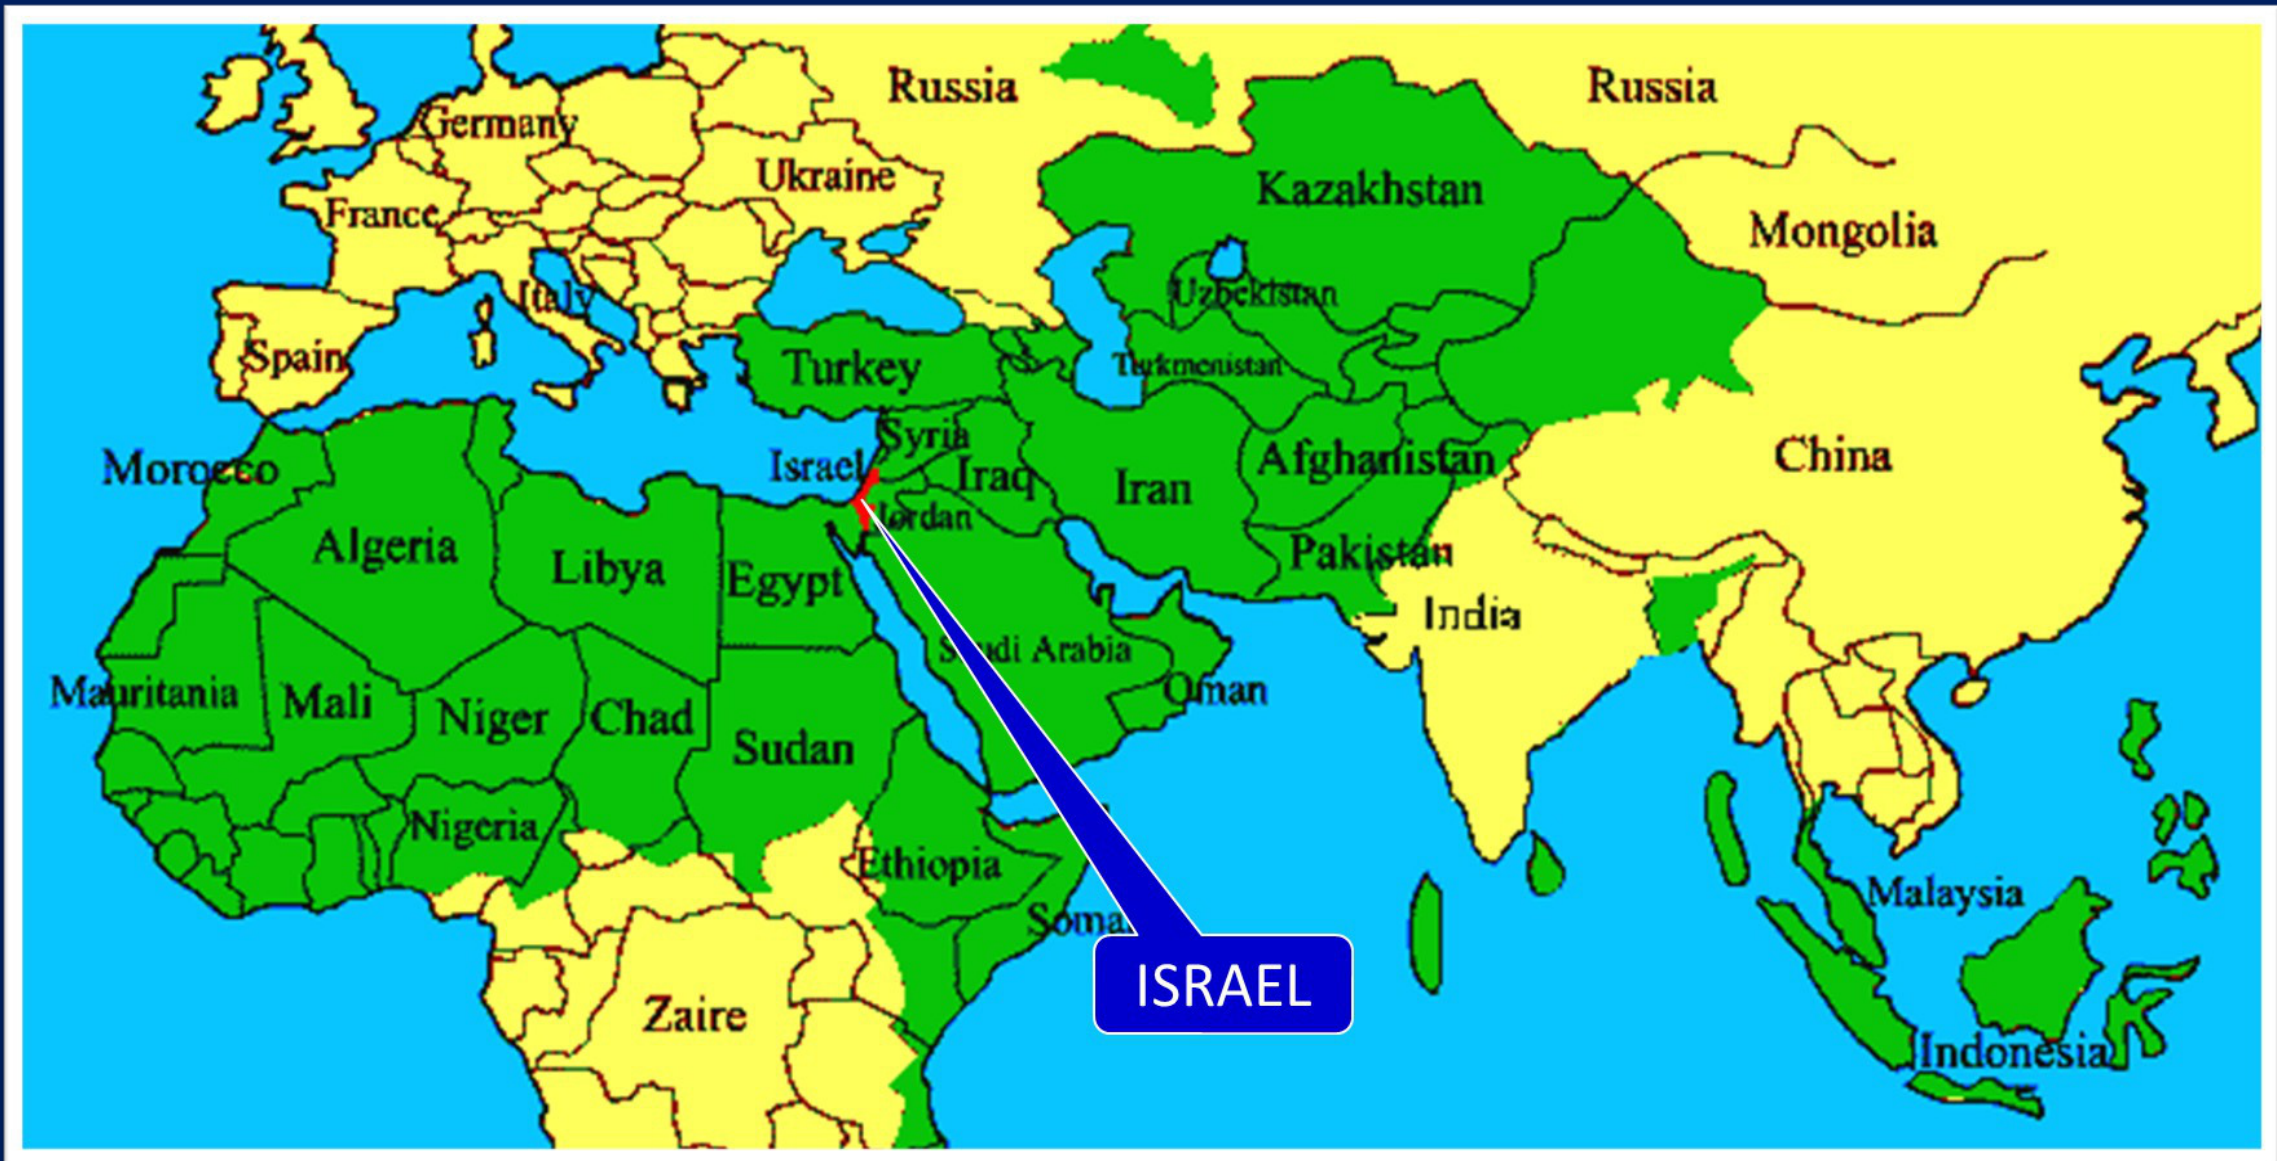 Russia
Russia
Germany
Ukraine
Kazakhstan
France
Mongolia
Italy
Uzbekistan
Spain
Turkey
Turkmenistan
Syria
Morocco
Israel
Iraq
Iran
Afghanistan
China
Jordan
Algeria
Libya
Egypt
Pakistan
India
Saudi Arabia
Mauritania
Mali
Niger
Chad
Oman
Sudan
Nigeria
Ethiopia
Malaysia
Soma
ISRAEL
Zaire
Indonesia